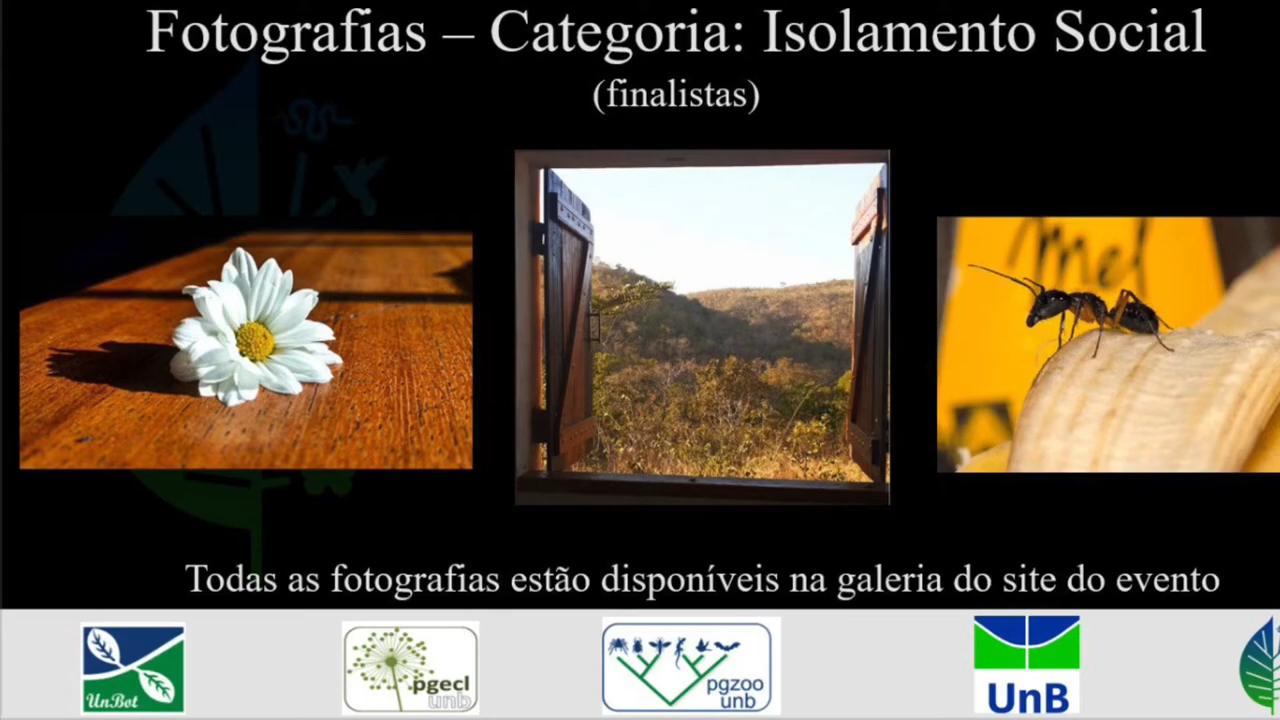 Fotografias – Categoria: Isolamento Social
(finalistas)
Mel
Todas as fotografias estão disponíveis na galeria do site do evento
UnBot
pgecl
unb
pgzoo
unb
UnB